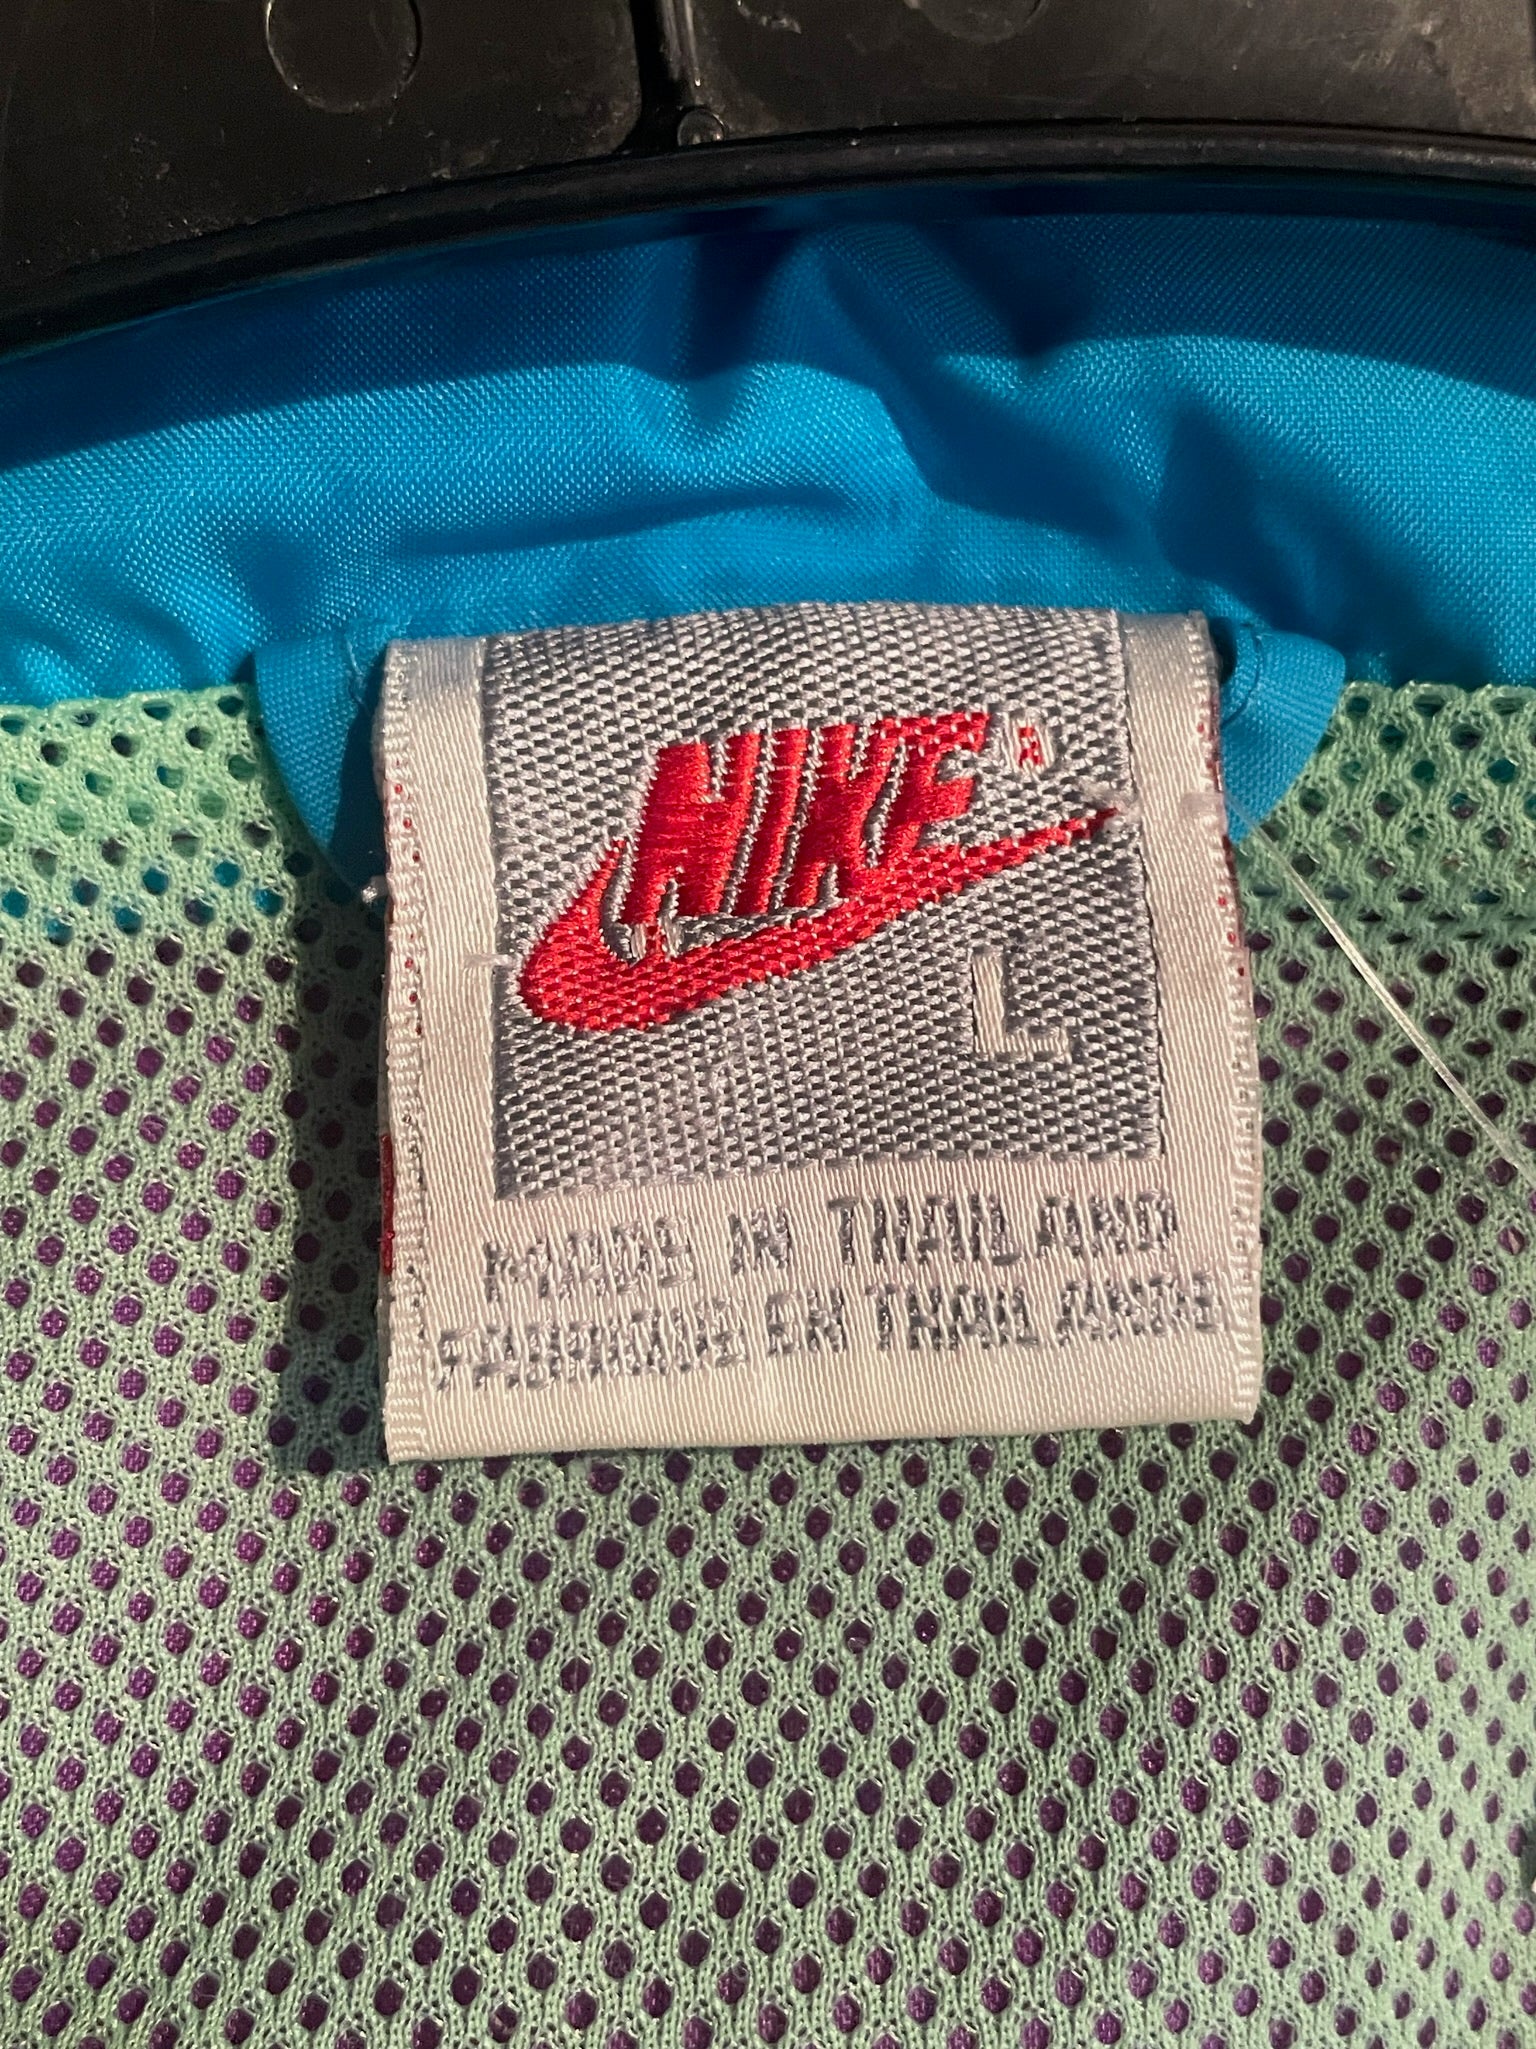 NIKE®
L
MADE IN THAILAND
FABRIQUE EN THAILANDE